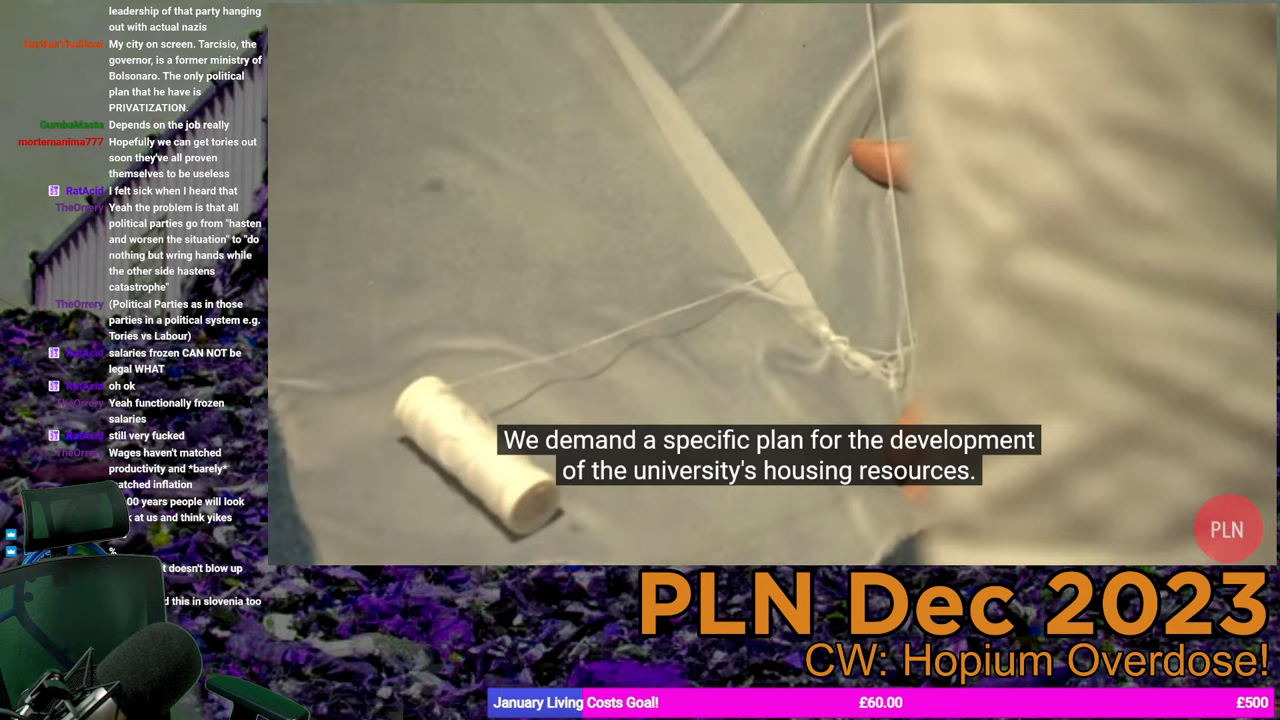 leadership of that party hanging
out with actual nazis
My city on screen. Tarcísio, the
governor, is a former ministry of
Bolsonaro. The only political
plan that he have is
PRIVATIZATION.
GumbaMasta Depends on the job really
mortemanima777 Hopefully we can get tories out
soon they've all proven
themselves to be useless
RatAcid I felt sick when I heard that
TheOrrery Yeah the problem is that all
political parties go from "hasten
and worsen the situation" to "do
nothing but wring hands while
the other side hastens
catastrophe"
TheOrrery (Political Parties as in those
parties in a political system e.g.
Tories vs Labour)
RatAcid salaries frozen CAN NOT be
legal WHAT
RatAcid oh ok
TheOrrery Yeah functionally frozen
salaries
RatAcid still very fucked
TheOrrery Wages haven't matched
productivity and *barely*
matched inflation
00 years people will look
at us and think yikes
%
t doesn't blow up
d this in slovenia too
We demand a specific plan for the development
of the university's housing resources.
PLN
PLN Dec 2023
CW: Hopium Overdose!
January Living Costs Goal! £60.00 £500